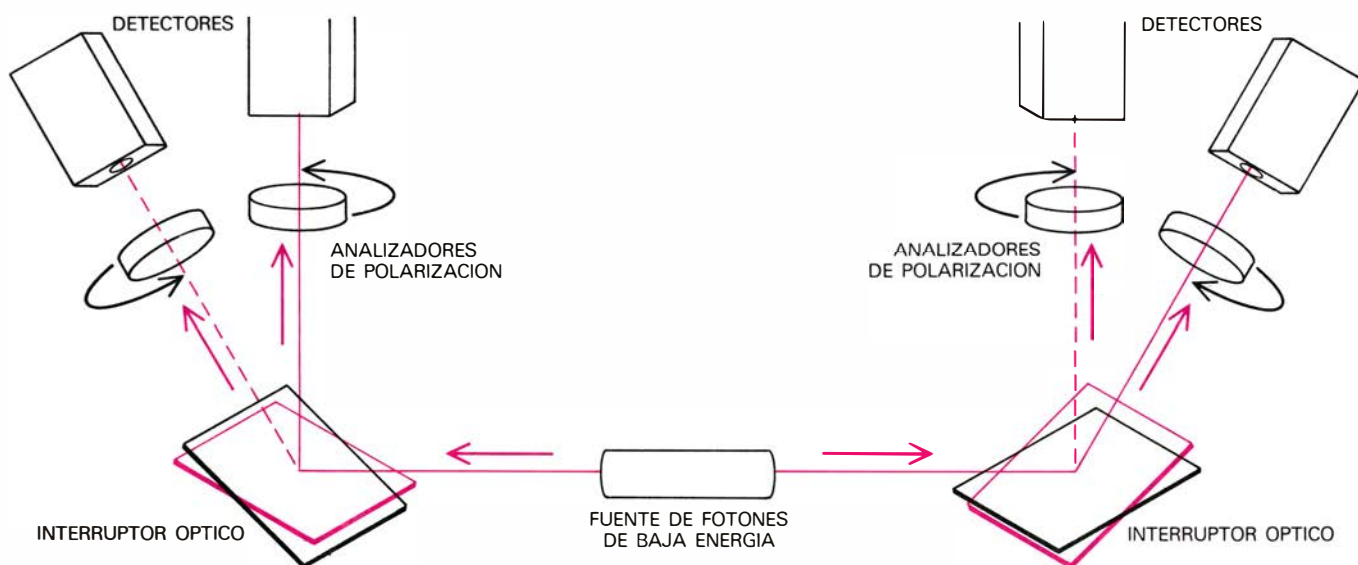 DETECTORES
DETECTORES
ANALIZADORES
DE POLARIZACION
ANALIZADORES
DE POLARIZACION
INTERRUPTOR OPTICO
FUENTE DE FOTONES
DE BAJA ENERGIA
INTERRUPTOR OPTICO